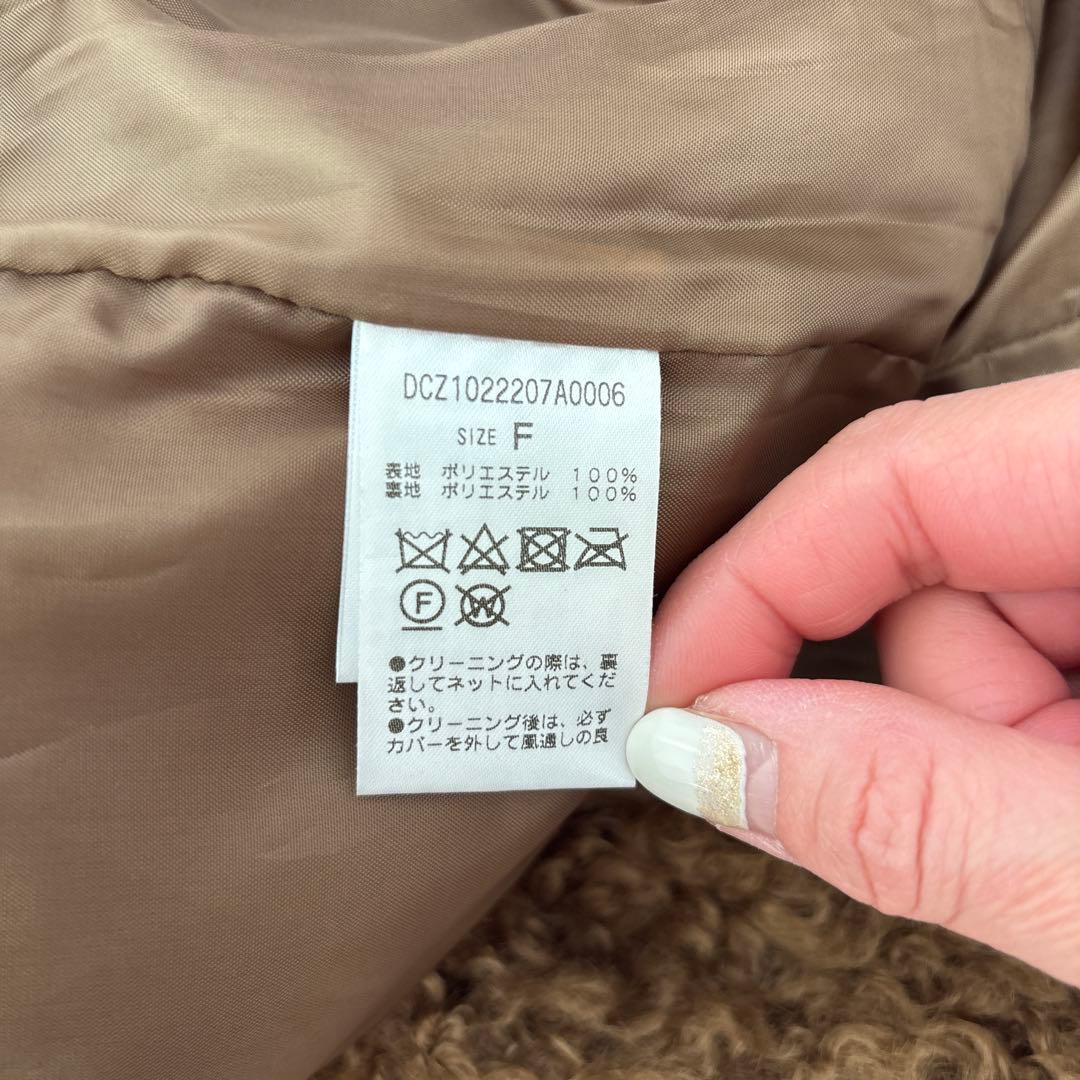 DCZ1022207A0006
SIZE F
表地 ポリエステル 100%
裏地 ポリエステル 100%
F W
●クリーニングの際は、裏
返してネットに入れてくだ
さい。
●クリーニング後は、必ず
カバーを外して風通しの良